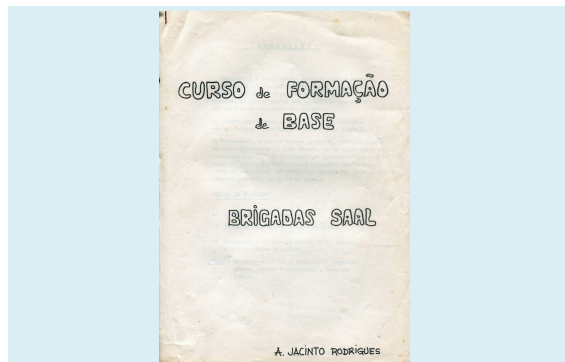 CURSO de FORMAÇÃO
de BASE
BRIGADAS SAAL
A. JACINTO RODRIGUES